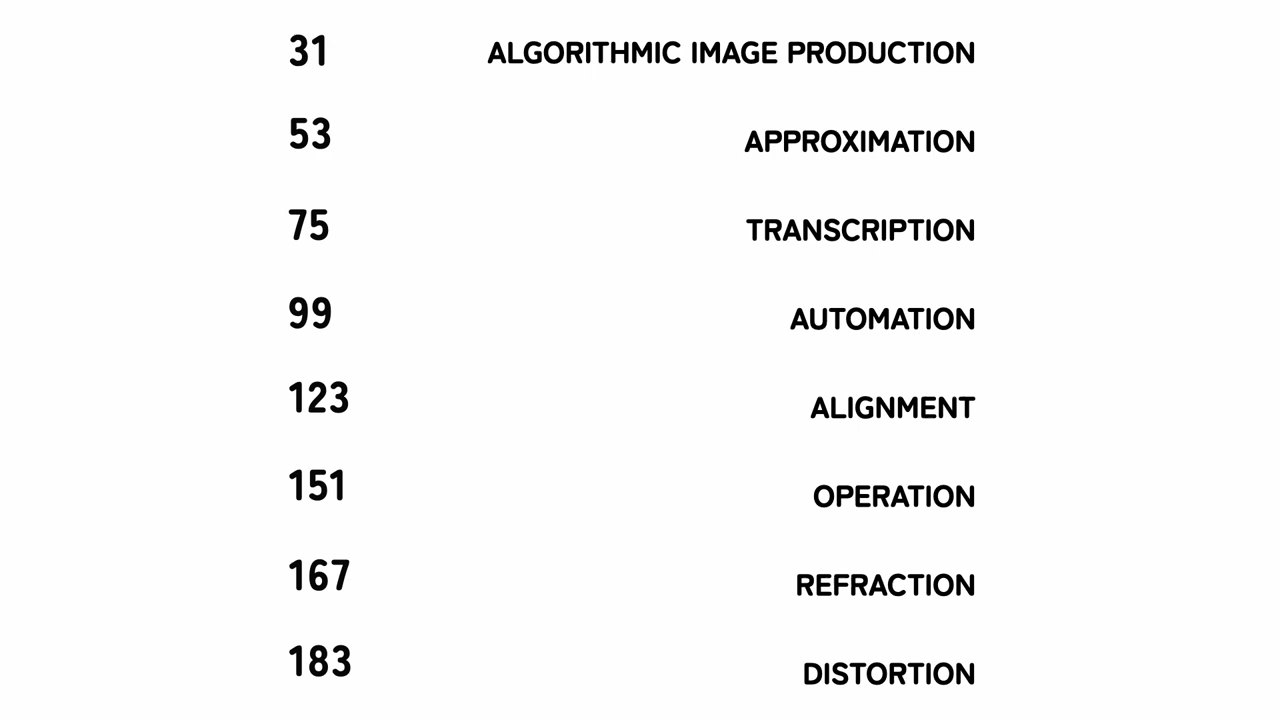 31 ALGORITHMIC IMAGE PRODUCTION
53 APPROXIMATION
75 TRANSCRIPTION
99 AUTOMATION
123 ALIGNMENT
151 OPERATION
167 REFRACTION
183 DISTORTION